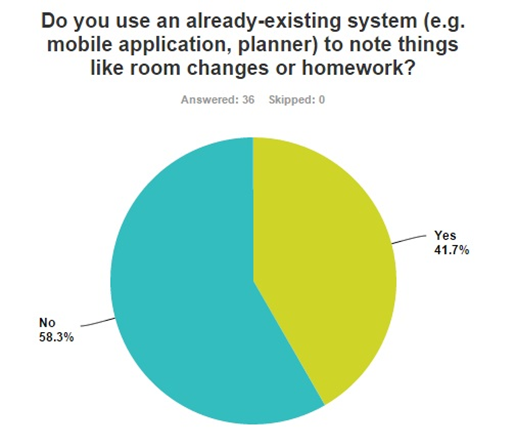 Do you use an already-existing system (e.g.
mobile application, planner) to note things
like room changes or homework?
Answered: 36 Skipped: 0
Yes
41.7%
No
58.3%